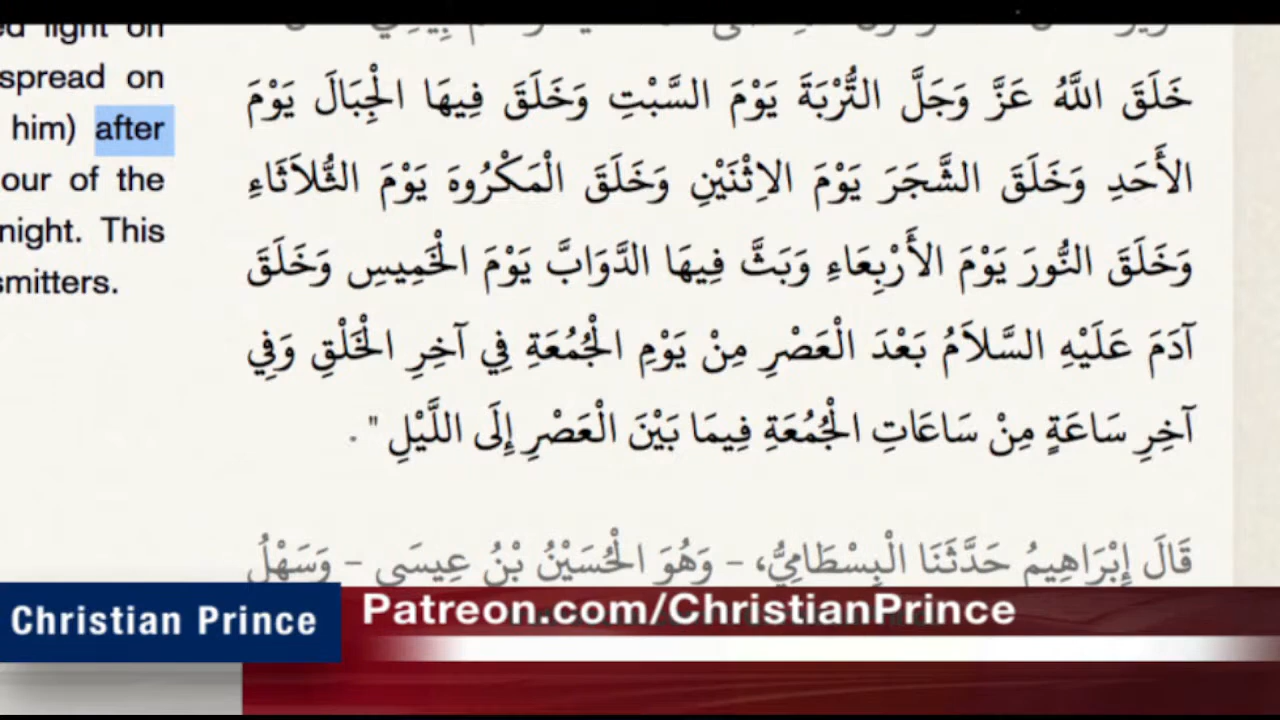 light on
spread on
him) after
our of the
night. This
smitters.
خَلَقَ اللَّهُ عَزَّ وَجَلَّ التُّرْبَةَ يَوْمَ السَّبْتِ وَخَلَقَ فِيهَا الْجِبَالَ يَوْمَ
الأَحَدِ وَخَلَقَ الشَّجَرَ يَوْمَ الاِثْنَيْنِ وَخَلَقَ الْمَكْرُوهَ يَوْمَ الثُّلاَثَاءِ
وَخَلَقَ النُّورَ يَوْمَ الأَرْبِعَاءِ وَبَثَّ فِيهَا الدَّوَابَّ يَوْمَ الْخَمِيسِ وَخَلَقَ
آدَمَ عَلَيْهِ السَّلاَمُ بَعْدَ الْعَصْرِ مِنْ يَوْمِ الْجُمُعَةِ فِي آخِرِ الْخَلْقِ وَفِي
آخِرِ سَاعَةٍ مِنْ سَاعَاتِ الْجُمُعَةِ فِيمَا بَيْنَ الْعَصْرِ إِلَى اللَّيْلِ ‏"‏ ‏.‏
قَالَ إِبْرَاهِيمُ حَدَّثَنَا الْبِسْطَامِيُّ، - وَهُوَ الْحُسَيْنُ بْنُ عِيسَى - وَسَهْلُ
Christian Prince
Patreon.com/ChristianPrince